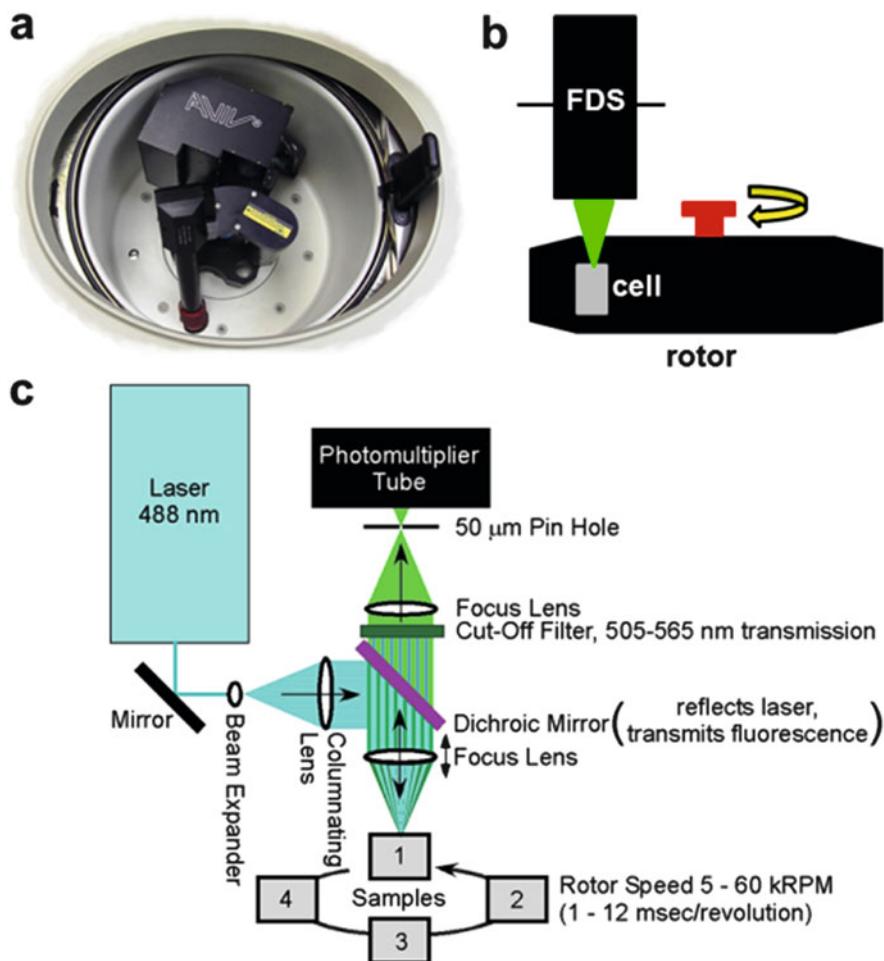 a
AVIV
b
FDS
cell
rotor
c
Laser
488 nm
Photomultiplier
Tube
50 μm Pin Hole
Focus Lens
Cut-Off Filter, 505-565 nm transmission
Mirror
Beam Expander
Columnating
Lens
Dichroic Mirror (reflects laser,
transmits fluorescence)
Focus Lens
1
4
Samples
2
3
Rotor Speed 5 - 60 kRPM
(1 - 12 msec/revolution)